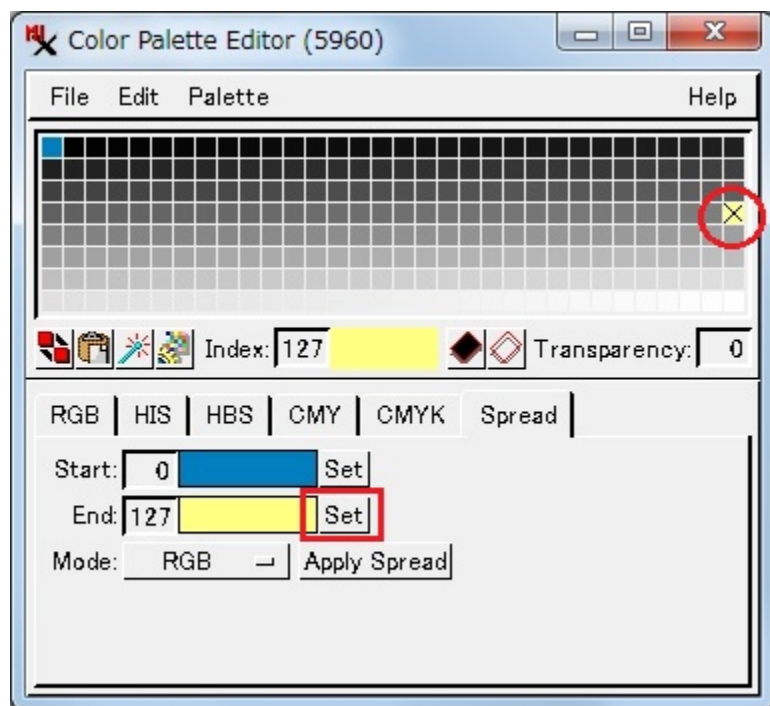 Color Palette Editor (5960)
File Edit Palette Help
Index: 127 Transparency: 0
RGB HIS HBS CMY CMYK Spread
Start: 0 Set
End: 127 Set
Mode: RGB Apply Spread